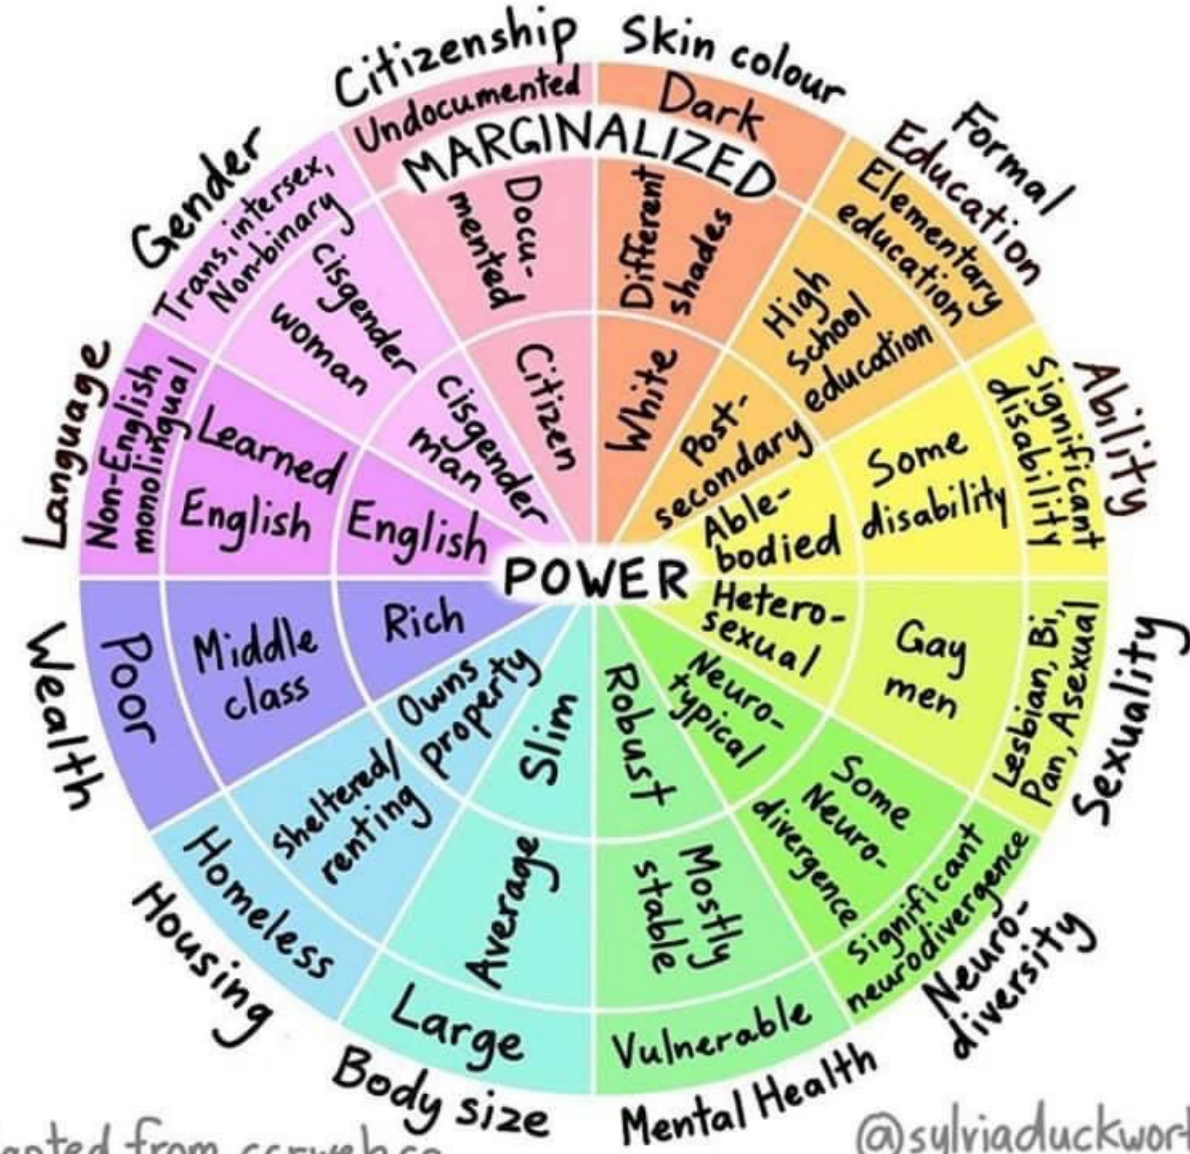 Citizenship
Undocumented
Docu-
mented
Citizen
Skin colour
Dark
Different
shades
White
Formal
Education
Elementary
education
High
School
education
Post-
secondary
Ability
Significant
disability
Some
disability
Able-
bodied
Sexuality
Lesbian, Bi,
Pan, Asexual
Gay
men
Hetero-
sexual
Neuro-
diversity
Significant
neurodivergence
Some
Neuro-
divergence
Neuro-
typical
Mental Health
Vulnerable
Mostly
stable
Robust
Body size
Large
Average
Slim
Housing
Homeless
Sheltered/
renting
Owns
property
Wealth
Poor
Middle
class
Rich
Language
Non-English
monolingual
Learned
English
English
Gender
Trans, intersex,
Non-binary
Cisgender
woman
Cisgender
man
MARGINALIZED
POWER
from
@sylviaduckwort